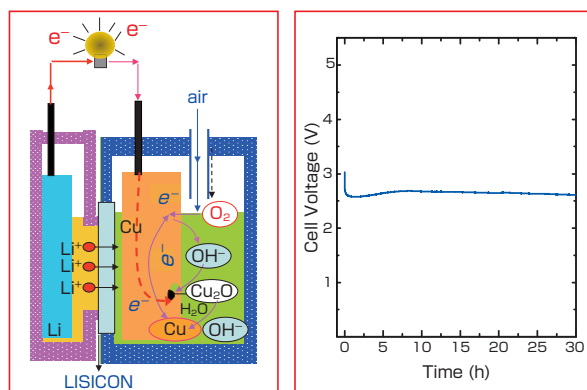 e⁻ e⁻
air
Cu
e⁻
O₂
Li⁺
Li⁺
Li⁺
e⁻
OH⁻
Cu₂O
e⁻
H₂O
Li
Cu
OH⁻
LISICON
Cell Voltage (V)
5
4
3
2
1
0 5 10 15 20 25 30
Time (h)